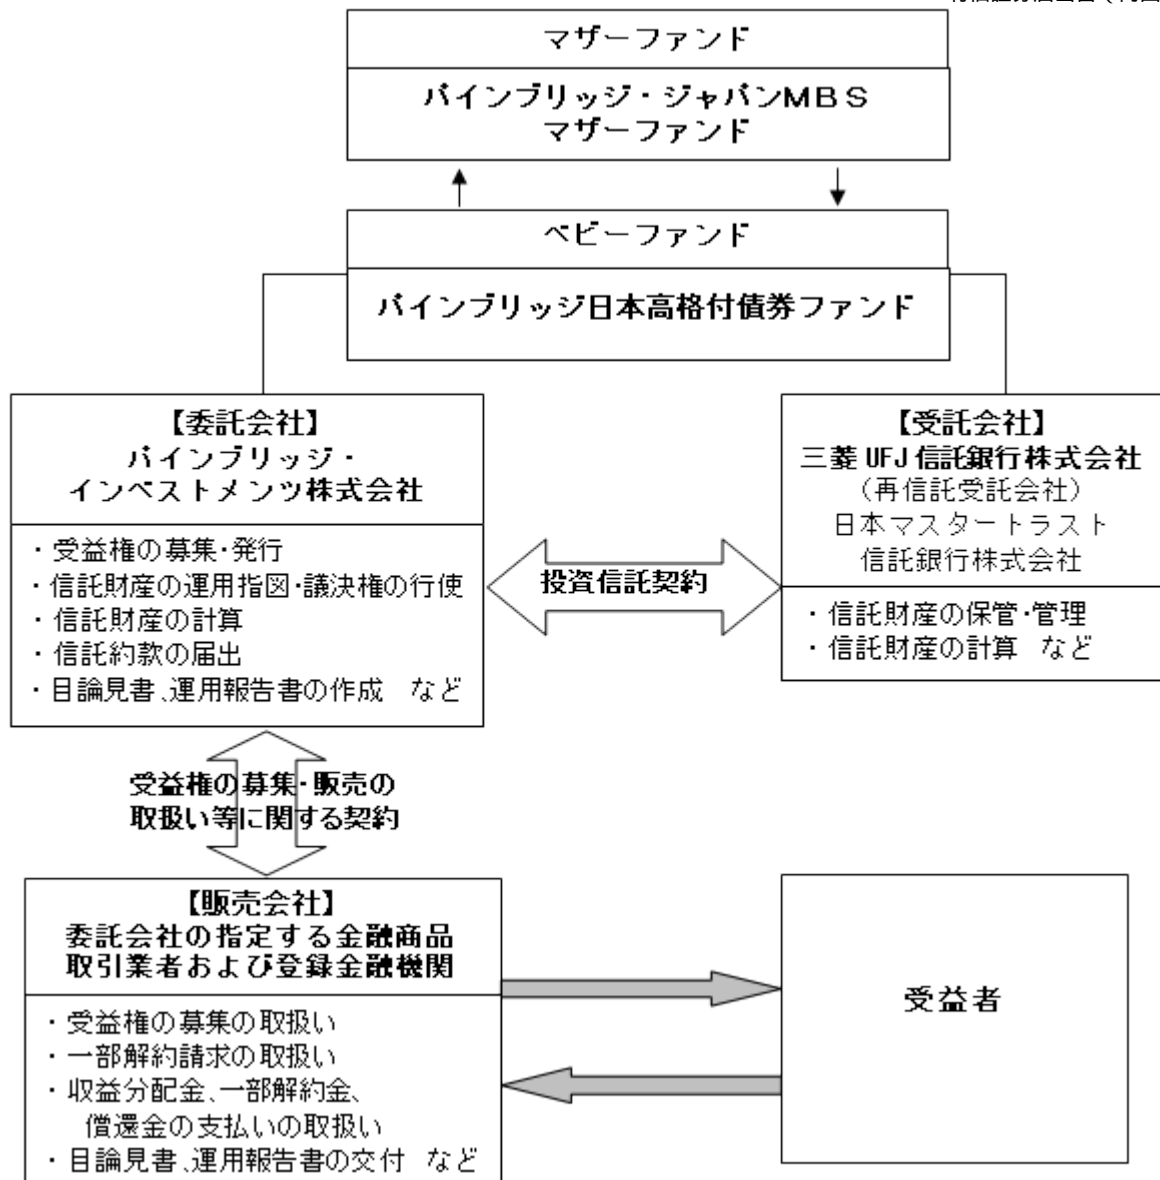 マザーファンド
パインブリッジ・ジャパンMBS
マザーファンド
ベビーファンド
パインブリッジ日本高格付債券ファンド
【委託会社】
パインブリッジ・
インベストメンツ株式会社
・受益権の募集・発行
・信託財産の運用指図・議決権の行使
・信託財産の計算
・信託約款の届出
・目論見書、運用報告書の作成　など
投資信託契約
【受託会社】
三菱 UFJ 信託銀行株式会社
（再信託受託会社）
日本マスタートラスト
信託銀行株式会社
・信託財産の保管・管理
・信託財産の計算　など
受益権の募集・販売の
取扱い等に関する契約
【販売会社】
委託会社の指定する金融商品
取引業者および登録金融機関
・受益権の募集の取扱い
・一部解約請求の取扱い
・収益分配金、一部解約金、
償還金の支払いの取扱い
・目論見書、運用報告書の交付　など
受益者